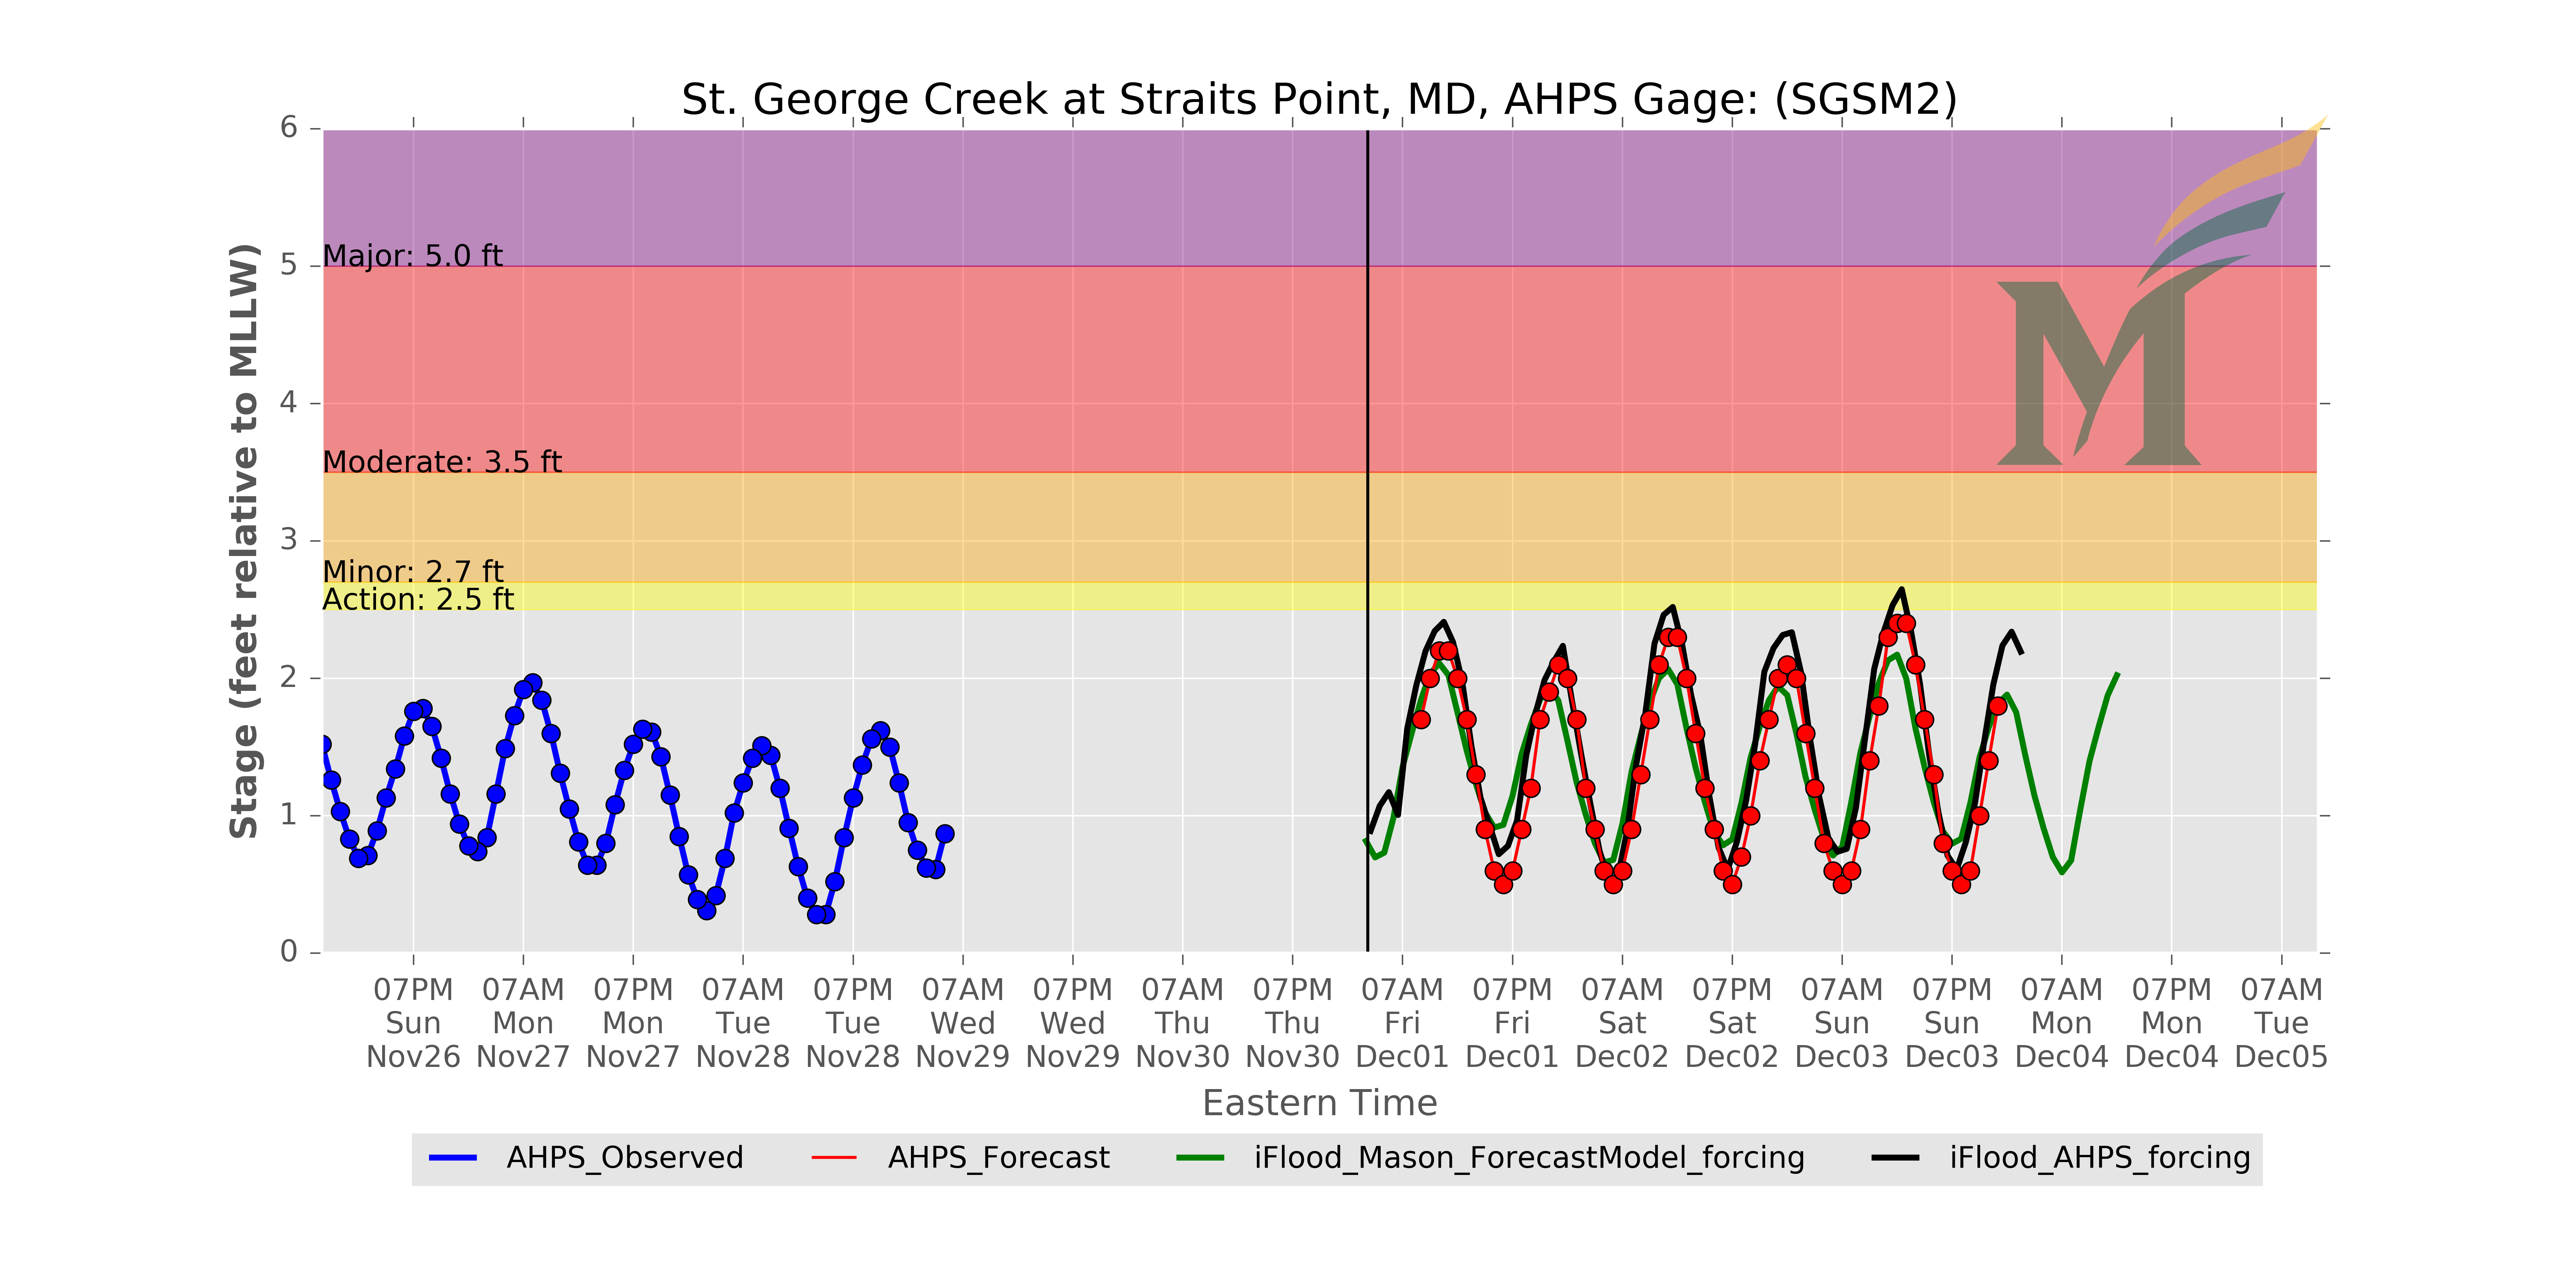 St. George Creek at Straits Point, MD, AHPS Gage: (SGSM2)
Stage (feet relative to MLLW)
6
5
4
3
2
1
0
Major: 5.0 ft
Moderate: 3.5 ft
Minor: 2.7 ft
Action: 2.5 ft
M
07PM 07AM 07PM 07AM 07PM 07AM 07PM 07AM 07PM 07AM 07PM 07AM 07PM 07AM 07PM 07AM 07PM 07AM
Sun Mon Mon Tue Tue Wed Wed Thu Thu Fri Fri Sat Sat Sun Sun Mon Mon Tue
Nov26 Nov27 Nov27 Nov28 Nov28 Nov29 Nov29 Nov30 Nov30 Dec01 Dec01 Dec02 Dec02 Dec03 Dec03 Dec04 Dec04 Dec05
Eastern Time
AHPS_Observed AHPS_Forecast iFlood_Mason_ForecastModel_forcing iFlood_AHPS_forcing